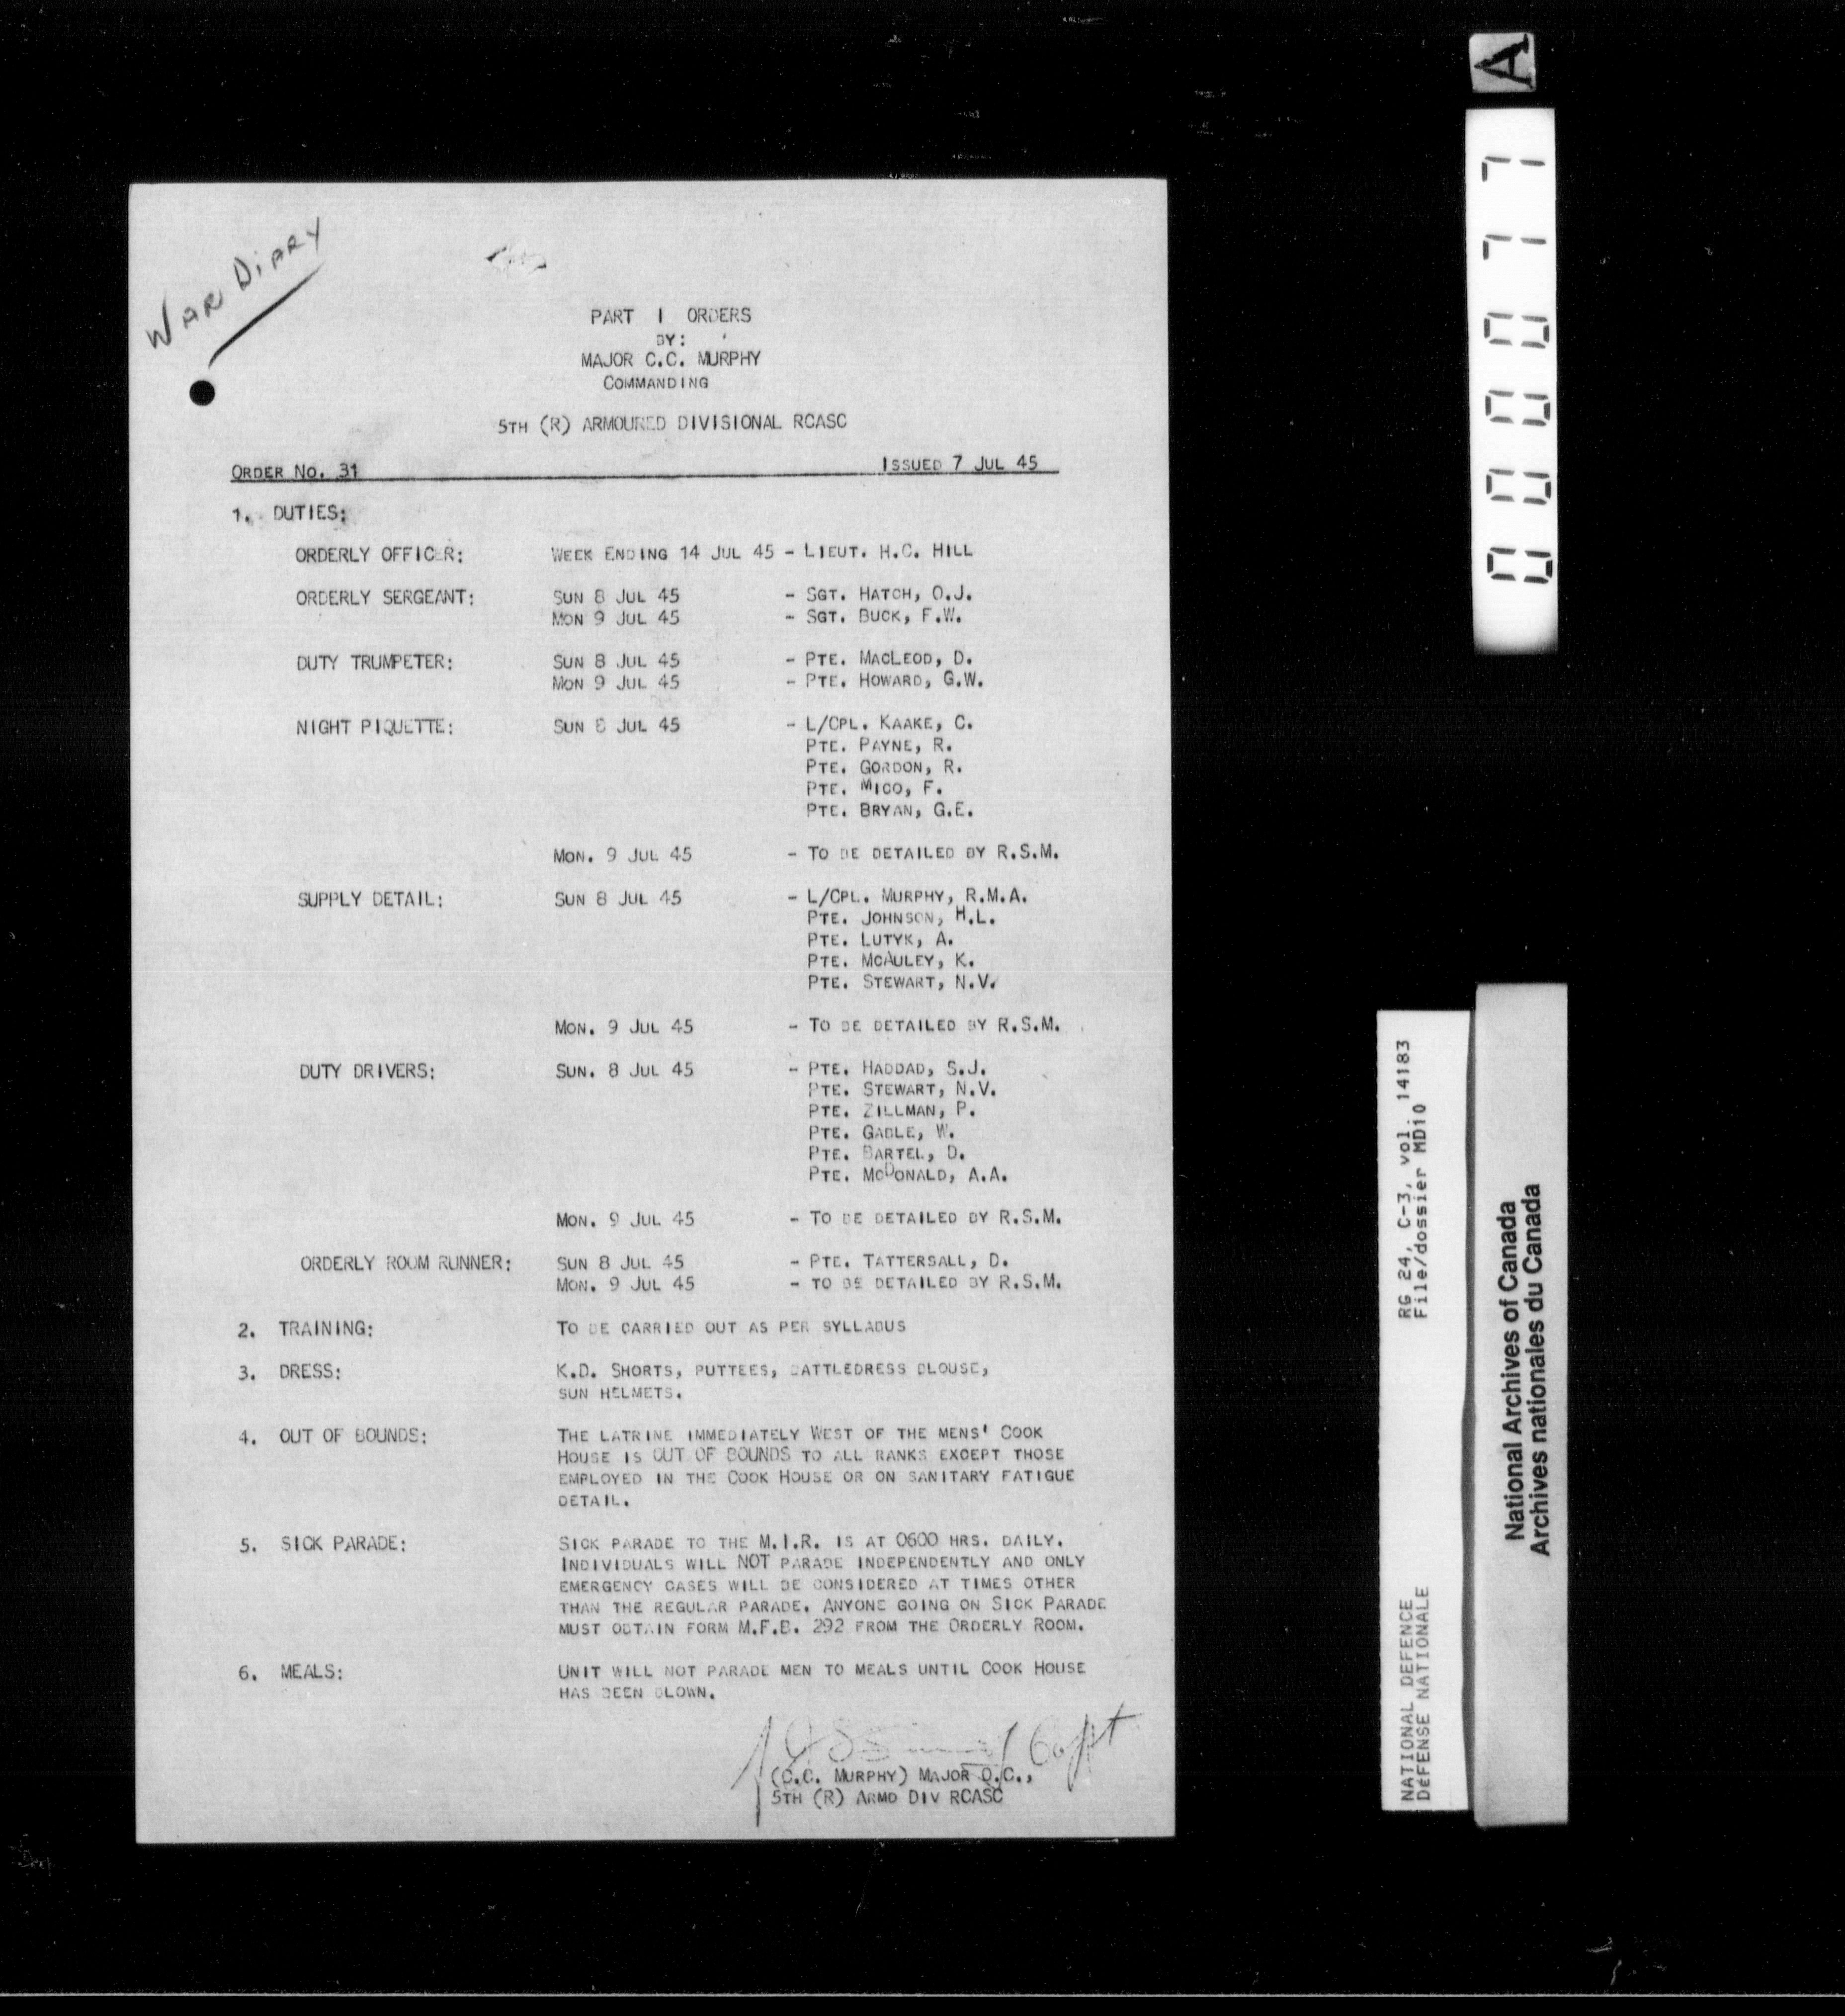 WAR DIARY
PART I ORDERS
BY:
MAJOR C.C. MURPHY
COMMANDING
5TH (R) ARMOURED DIVISIONAL RCASC
ORDER NO. 31 ISSUED 7 JUL 45
1. DUTIES:
ORDERLY OFFICER: WEEK ENDING 14 JUL 45 - LIEUT. H.C. HILL
ORDERLY SERGEANT: SUN 8 JUL 45 - SGT. HATCH, O.J.
MON 9 JUL 45 - SGT. BUCK, F.W.
DUTY TRUMPETER: SUN 8 JUL 45 - PTE. MACLEOD, D.
MON 9 JUL 45 - PTE. HOWARD, G.W.
NIGHT PIQUETTE: SUN 8 JUL 45 - L/CPL. KAAKE, C.
PTE. PAYNE, R.
PTE. GORDON, R.
PTE. MICO, F.
PTE. BRYAN, G.E.
MON. 9 JUL 45 - TO BE DETAILED BY R.S.M.
SUPPLY DETAIL: SUN 8 JUL 45 - L/CPL. MURPHY, R.M.A.
PTE. JOHNSON, H.L.
PTE. LUTYK, A.
PTE. MCAULEY, K.
PTE. STEWART, N.V.
MON. 9 JUL 45 - TO BE DETAILED BY R.S.M.
DUTY DRIVERS: SUN. 8 JUL 45 - PTE. HADDAD, S.J.
PTE. STEWART, N.V.
PTE. ZILLMAN, P.
PTE. GABLE, W.
PTE. BARTEL, D.
PTE. MCDONALD, A.A.
MON. 9 JUL 45 - TO BE DETAILED BY R.S.M.
ORDERLY ROOM RUNNER: SUN 8 JUL 45 - PTE. TATTERSALL, D.
MON. 9 JUL 45 - TO BE DETAILED BY R.S.M.
2. TRAINING: TO BE CARRIED OUT AS PER SYLLABUS
3. DRESS: K.D. SHORTS, PUTTEES, BATTLEDRESS BLOUSE,
SUN HELMETS.
4. OUT OF BOUNDS: THE LATRINE IMMEDIATELY WEST OF THE MENS' COOK
HOUSE IS OUT OF BOUNDS TO ALL RANKS EXCEPT THOSE
EMPLOYED IN THE COOK HOUSE OR ON SANITARY FATIGUE
DETAIL.
5. SICK PARADE: SICK PARADE TO THE M.I.R. IS AT 0600 HRS. DAILY.
INDIVIDUALS WILL NOT PARADE INDEPENDENTLY AND ONLY
EMERGENCY CASES WILL BE CONSIDERED AT TIMES OTHER
THAN THE REGULAR PARADE. ANYONE GOING ON SICK PARADE
MUST OBTAIN FORM M.F.B. 292 FROM THE ORDERLY ROOM.
6. MEALS: UNIT WILL NOT PARADE MEN TO MEALS UNTIL COOK HOUSE
HAS BEEN BLOWN.
Capt
(C.C. MURPHY) MAJOR O.C.,
5TH (R) ARMD DIV RCASC
A
000077
RG 24, C-3, vol. 14183
File/dossier MD10
NATIONAL DEFENCE
DéFENSE NATIONALE
National Archives of Canada
Archives nationales du Canada